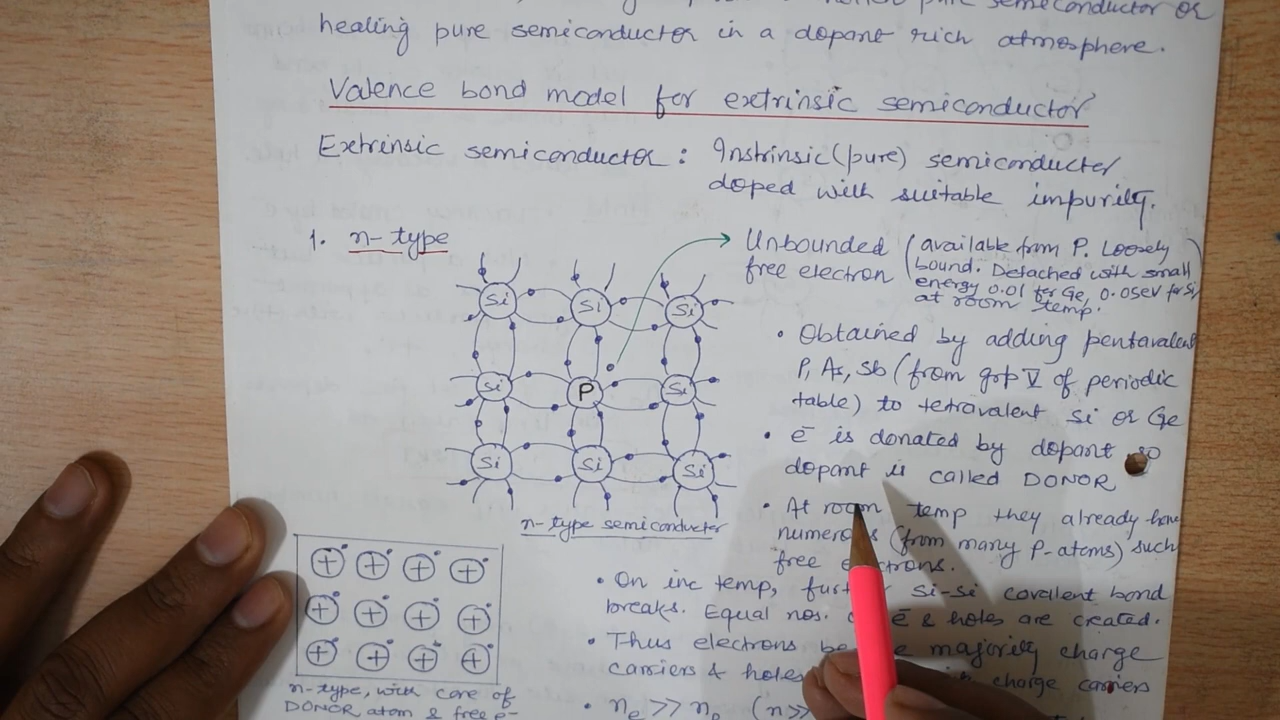 semiconductor or
healing pure semiconductor in a dopant rich atmosphere.
Valence bond model for extrinsic semiconductor
Extrinsic semiconductor : Instrinsic (pure) semiconductor
doped with suitable impurity.
1. n-type
Unbounded
free electron
(available from P. Loosely
bound. Detached with small
energy 0.01 for Ge, 0.05eV for Si
at room temp.)
Si Si Si
Si P Si
Si Si Si
n-type semiconductor
• Obtained by adding pentavalent
P, As, Sb (from grp V of periodic
table) to tetravalent Si or Ge
• e̅ is donated by dopant so
dopant is called DONOR
• At room temp they already have
numerous (from many P-atoms) such
free electrons.
• On inc temp, Si-Si covalent bond
breaks. Equal nos. e̅ & holes are created.
• Thus electrons majority charge
carriers & holes charge carriers
• ne >> (n>>
+ + + +
+ + + +
+ + + +
n-type, with core of
DONOR atom & free e-